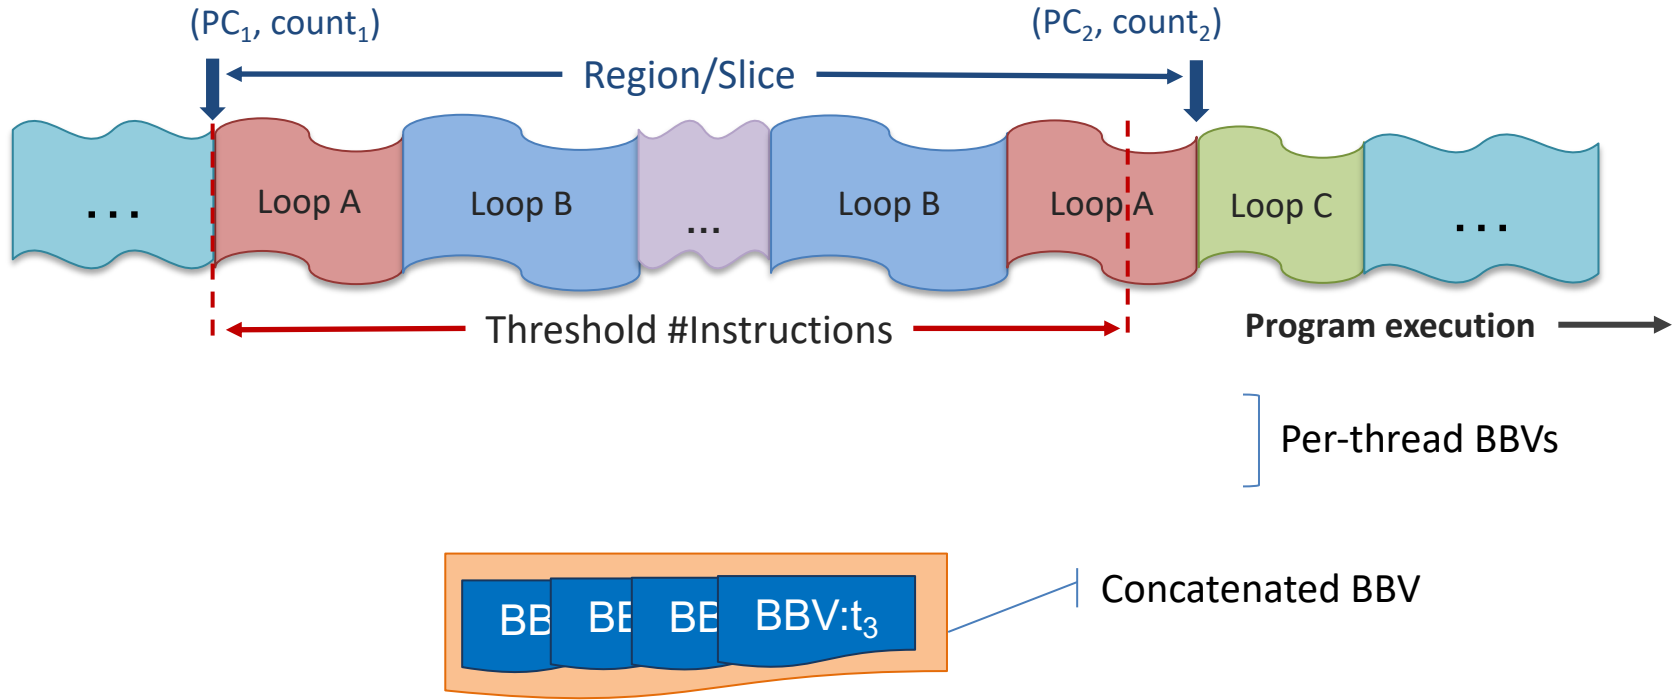 (PC₁, count₁) (PC₂, count₂)
Region/Slice
... Loop A Loop B ... Loop B Loop A Loop C ...
Threshold #Instructions Program execution
Per-thread BBVs
BB BE BB BBV:t₃ Concatenated BBV